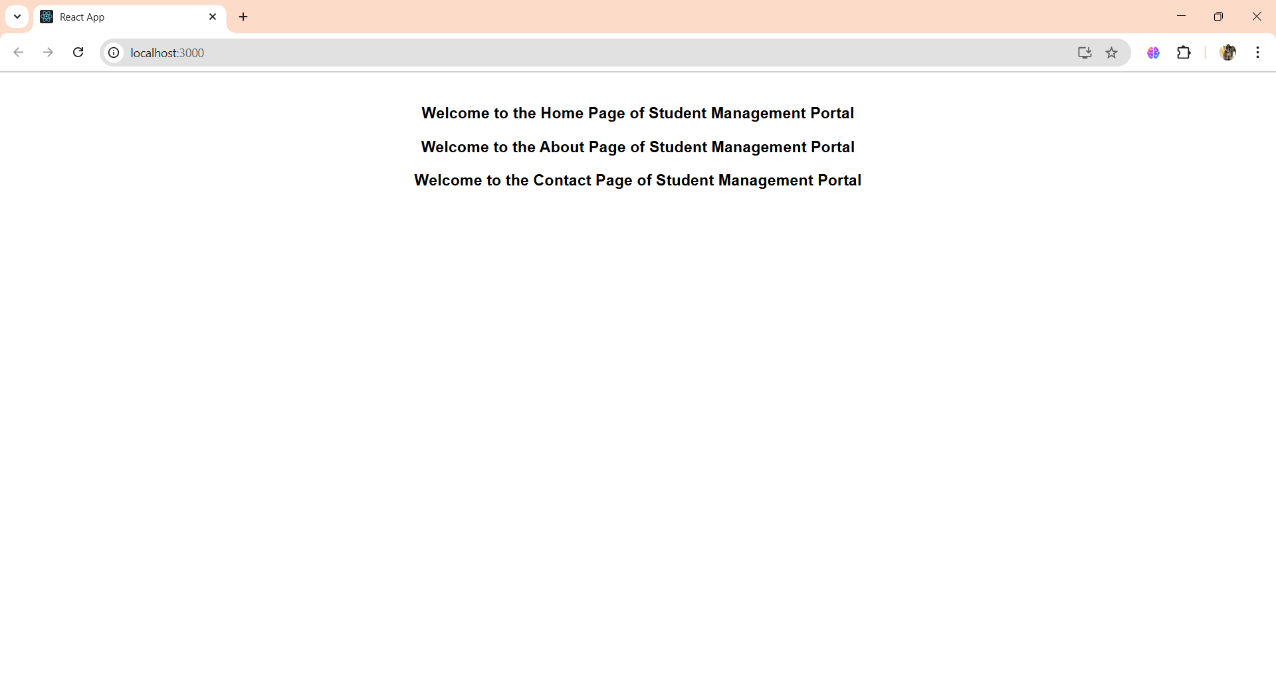 React App
localhost:3000
Welcome to the Home Page of Student Management Portal
Welcome to the About Page of Student Management Portal
Welcome to the Contact Page of Student Management Portal